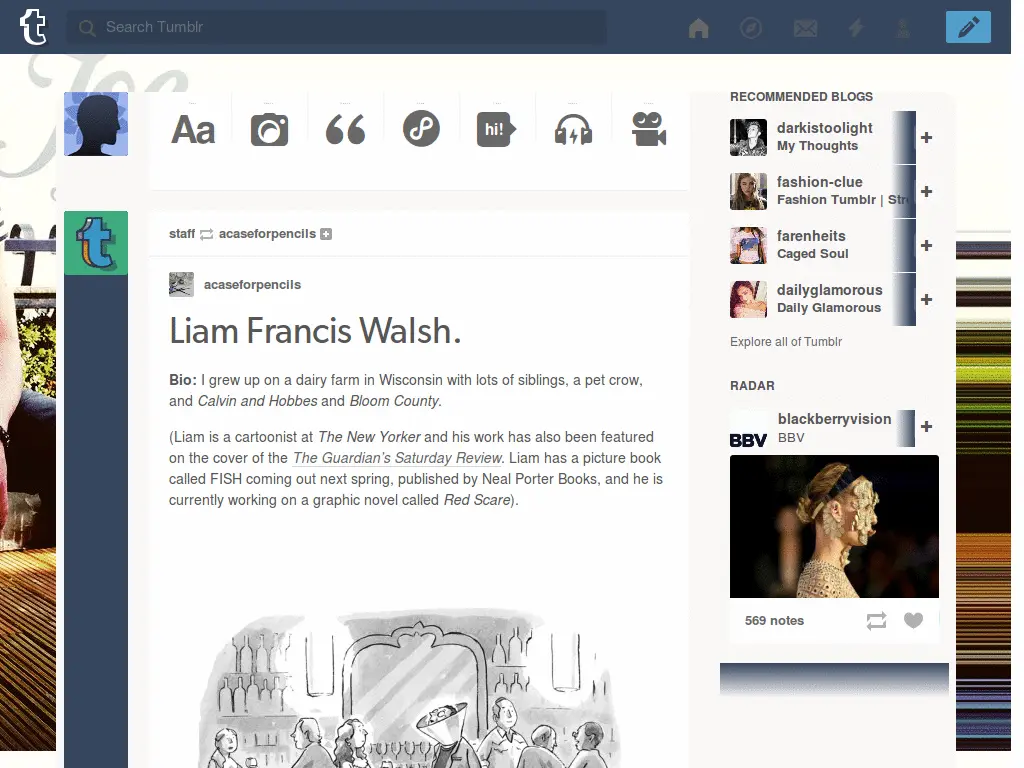 t Search Tumblr
Aa
hi!
staff acaseforpencils
acaseforpencils
Liam Francis Walsh.
Bio: I grew up on a dairy farm in Wisconsin with lots of siblings, a pet crow,
and Calvin and Hobbes and Bloom County.
(Liam is a cartoonist at The New Yorker and his work has also been featured
on the cover of the The Guardian's Saturday Review. Liam has a picture book
called FISH coming out next spring, published by Neal Porter Books, and he is
currently working on a graphic novel called Red Scare).
RECOMMENDED BLOGS
darkistoolight
My Thoughts
fashion-clue
Fashion Tumblr | Str
farenheits
Caged Soul
dailyglamorous
Daily Glamorous
Explore all of Tumblr
RADAR
blackberryvision
BBV
BBV
569 notes